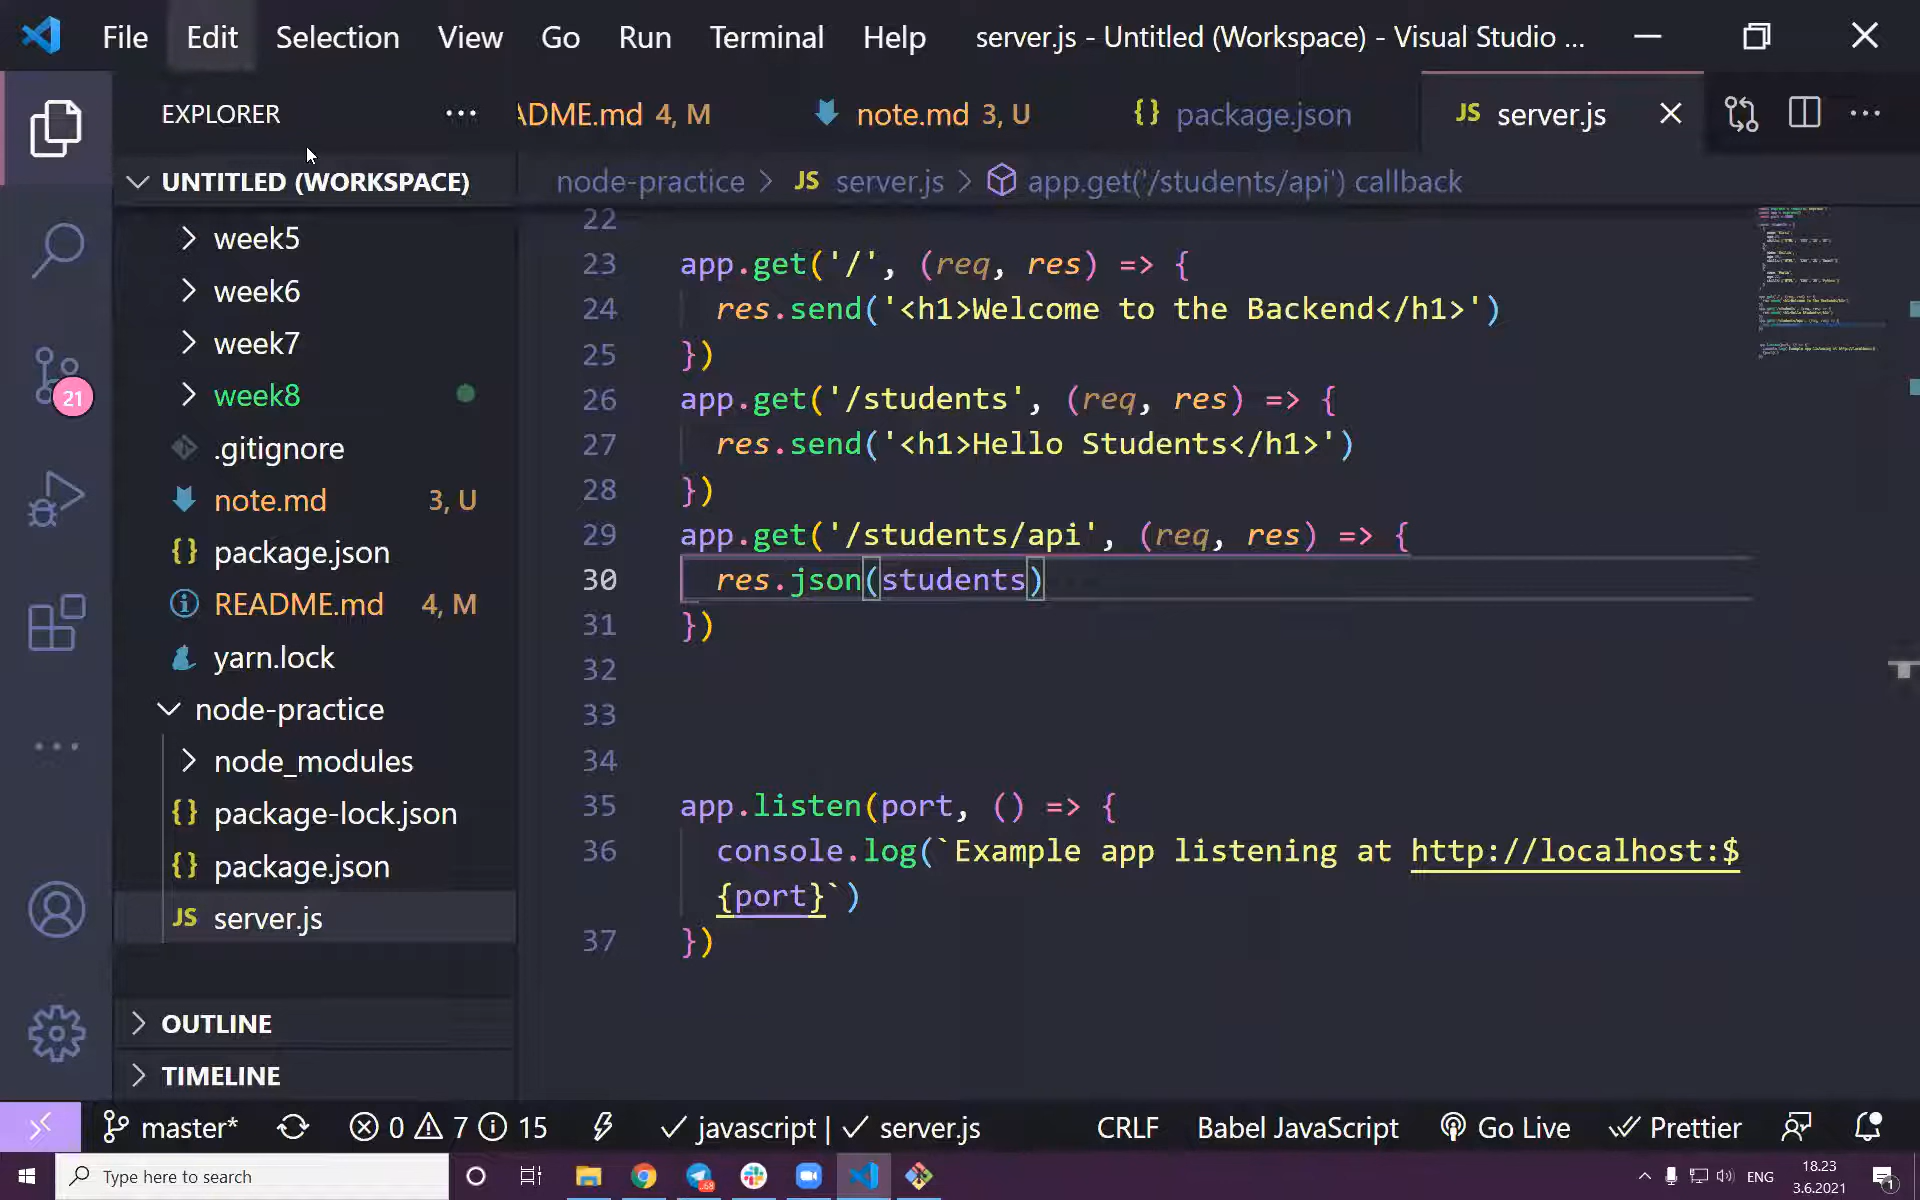 File Edit Selection View Go Run Terminal Help server.js - Untitled (Workspace) - Visual Studio ...
EXPLORER
ADME.md 4, M note.md 3, U {} package.json JS server.js
UNTITLED (WORKSPACE)
node-practice > JS server.js > app.get('/students/api') callback
week5
week6
week7
week8
.gitignore
note.md 3, U
{} package.json
README.md 4, M
yarn.lock
node-practice
node_modules
{} package-lock.json
{} package.json
JS server.js
OUTLINE
TIMELINE
21
22
23 app.get('/', (req, res) => {
24 res.send('<h1>Welcome to the Backend</h1>')
25 })
26 app.get('/students', (req, res) => {
27 res.send('<h1>Hello Students</h1>')
28 })
29 app.get('/students/api', (req, res) => {
30 res.json(students)
31 })
32
33
34
35 app.listen(port, () => {
36 console.log(`Example app listening at http://localhost:$
{port}`)
37 })
master* 0 7 15 javascript | server.js CRLF Babel JavaScript Go Live Prettier
Type here to search ENG 18.23
3.6.2021